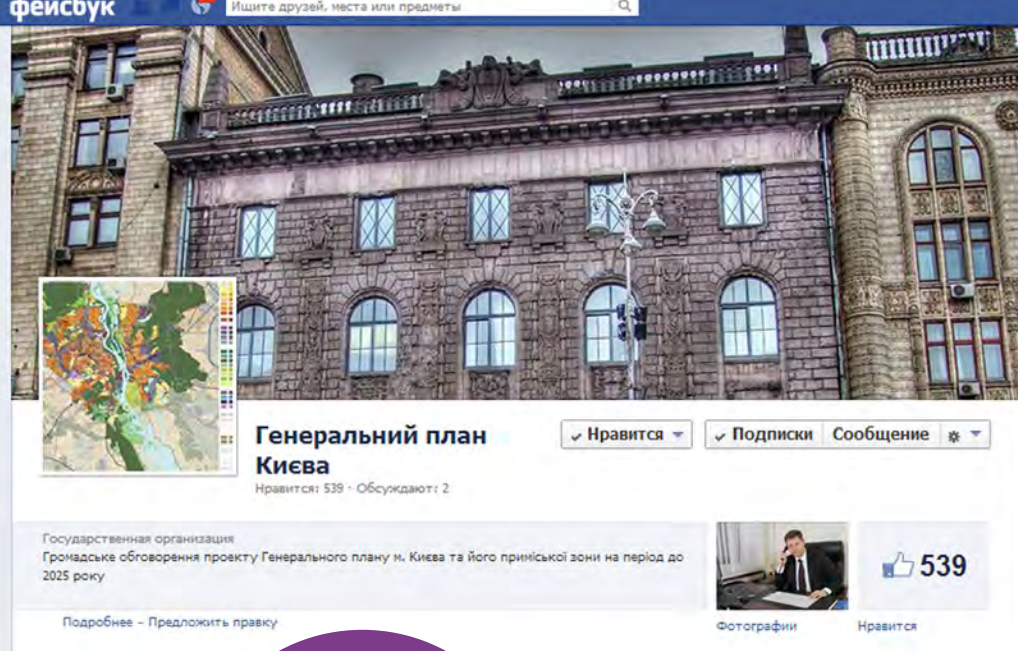 фейсбук
Ищите друзей, места или предметы
Генеральний план
Києва
Нравится
Подписки
Сообщение
Нравится: 539 · Обсуждают: 2
Государственная организация
Громадське обговорення проекту Генерального плану м. Києва та його приміської зони на період до
2025 року
539
Подробнее – Предложить правку
Фотографии
Нравится